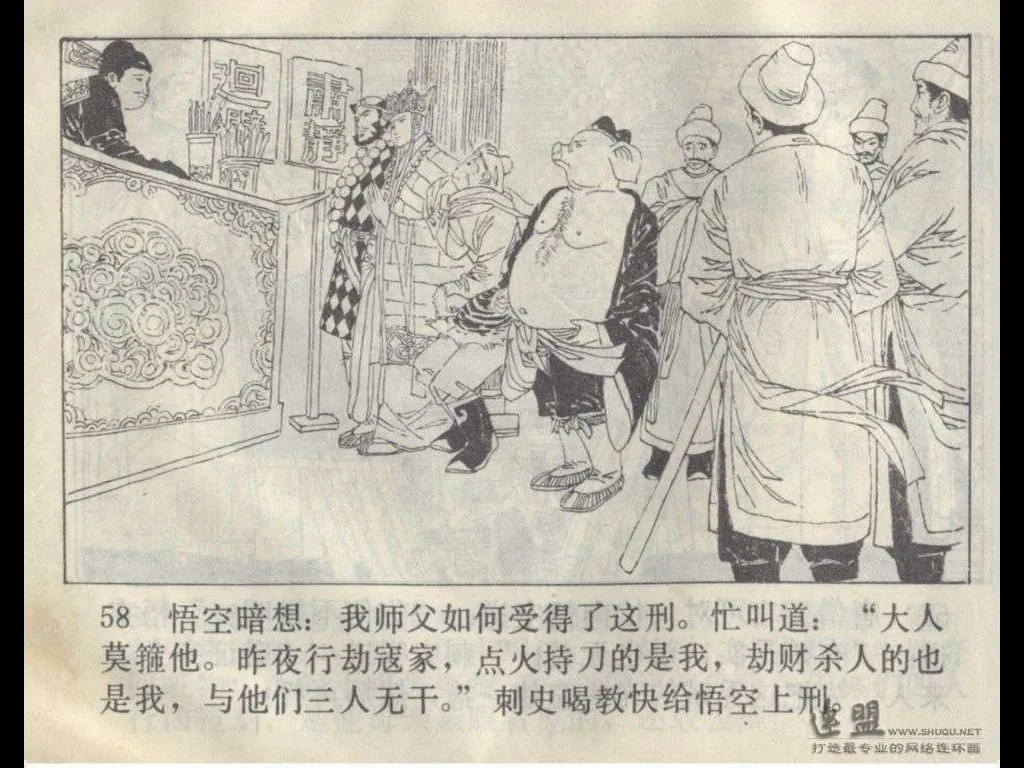 迴避
肅靜
58 悟空暗想：我师父如何受得了这刑。忙叫道：“大人
莫箍他。昨夜行劫寇家，点火持刀的是我，劫财杀人的也
是我，与他们三人无干。”刺史喝教快给悟空上刑。
连盟 WWW.SHUQU.NET
打造最专业的网络连环画